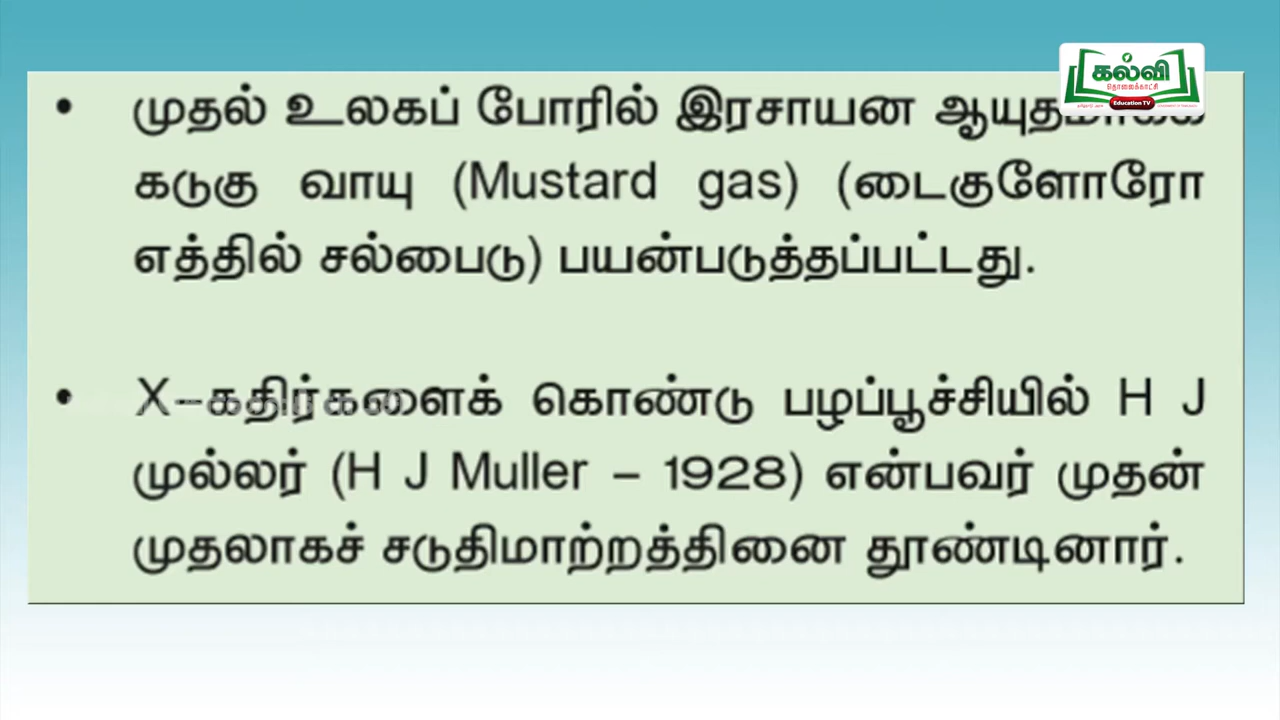 கல்வி
தொலைக்காட்சி
Education TV
• முதல் உலகப் போரில் இரசாயன ஆயுதமாகக்
கடுகு வாயு (Mustard gas) (டைகுளோரோ
எத்தில் சல்பைடு) பயன்படுத்தப்பட்டது.
• X–கதிர்களைக் கொண்டு பழப்பூச்சியில் H J
முல்லர் (H J Muller – 1928) என்பவர் முதன்
முதலாகச் சடுதிமாற்றத்தினை தூண்டினார்.